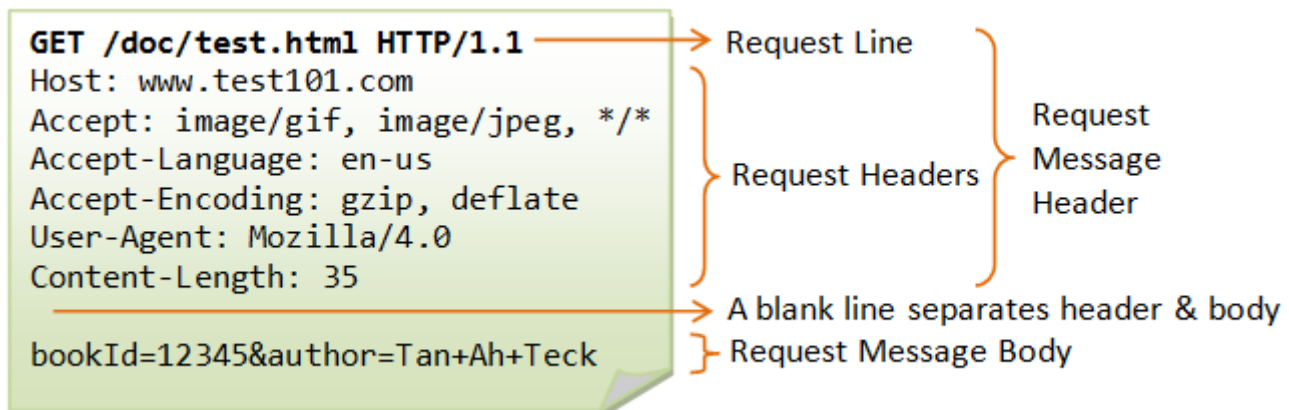 GET /doc/test.html HTTP/1.1
Request Line
Host: www.test101.com
Accept: image/gif, image/jpeg, */*
Accept-Language: en-us
Accept-Encoding: gzip, deflate
User-Agent: Mozilla/4.0
Content-Length: 35
Request Headers
Request
Message
Header
A blank line separates header & body
bookId=12345&author=Tan+Ah+Teck
Request Message Body